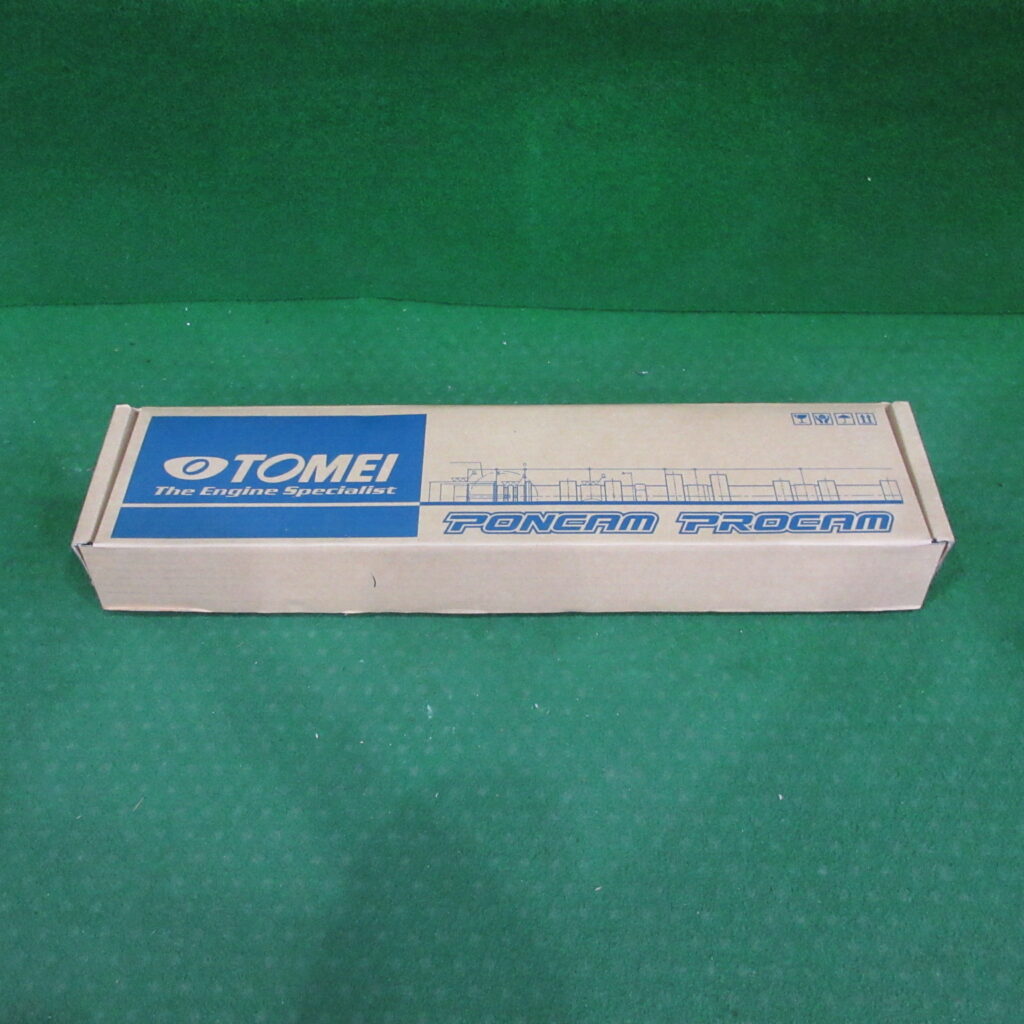 TOMEI
The Engine Specialist
PONCAM PROCAM